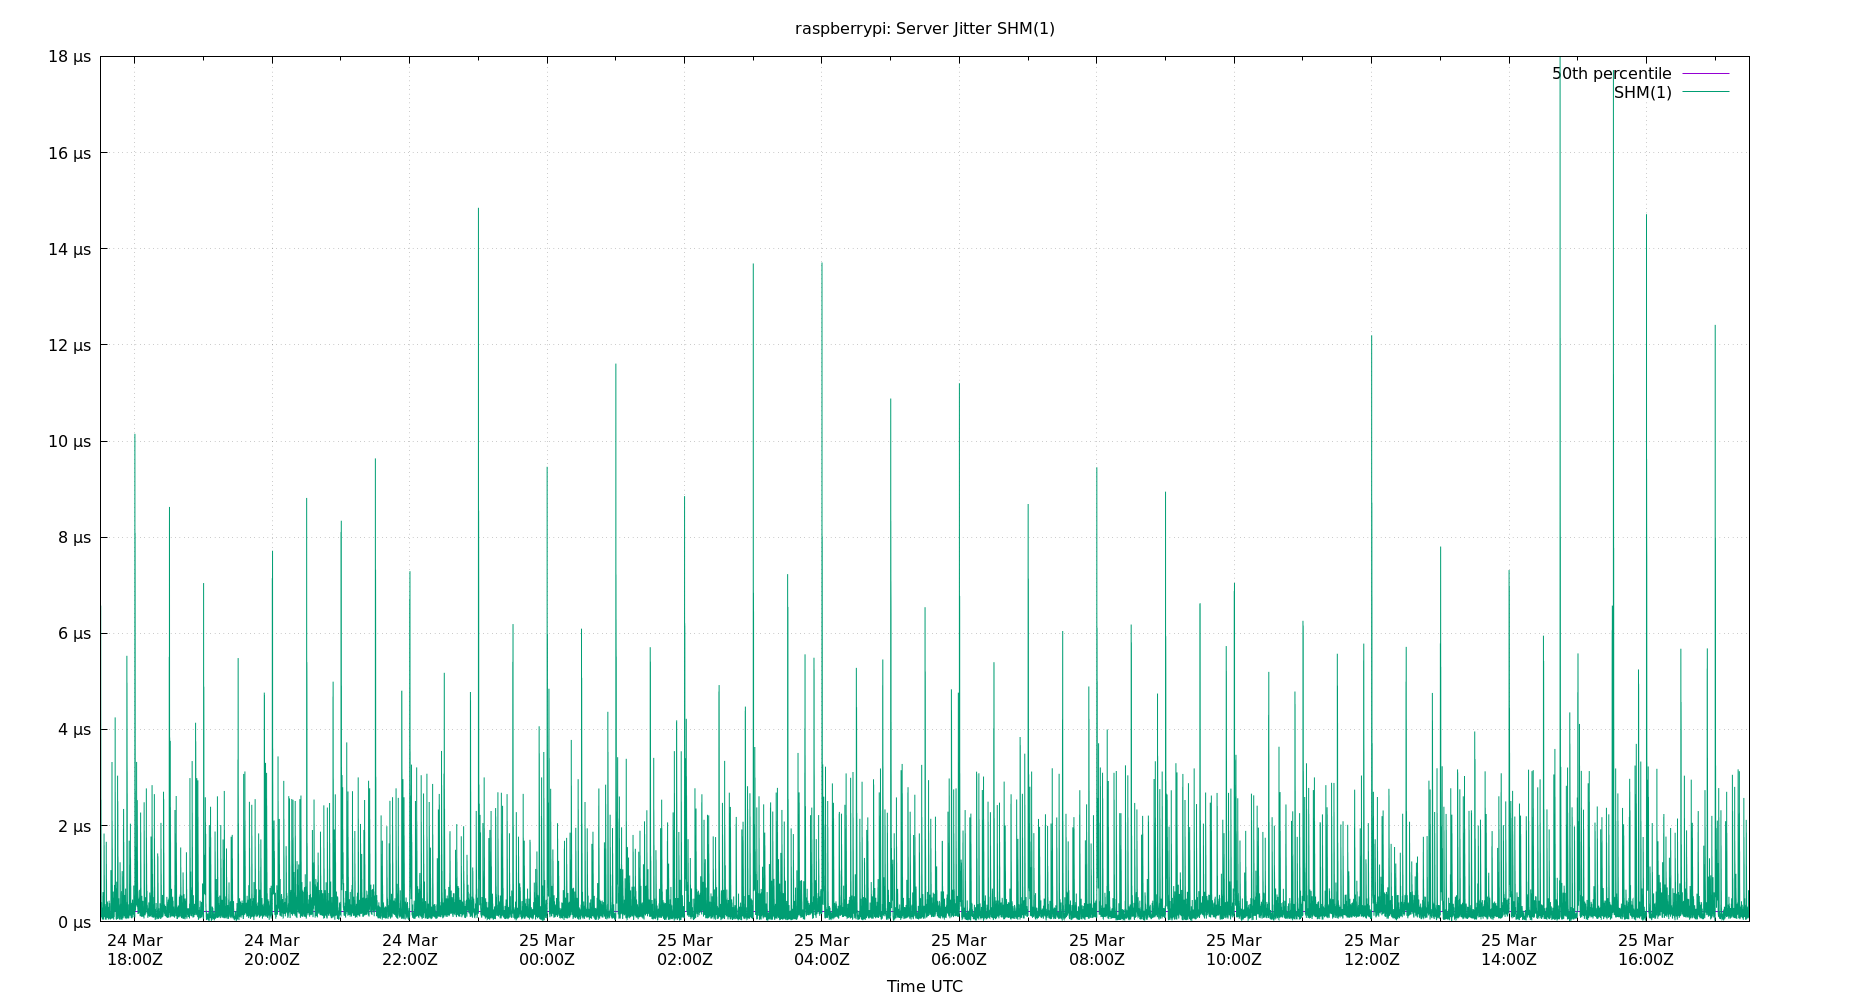 raspberrypi: Server Jitter SHM(1)
18 µs
50th percentile
SHM(1)
16 µs
14 µs
12 µs
10 µs
8 µs
6 µs
4 µs
2 µs
0 µs
24 Mar 24 Mar 24 Mar 25 Mar 25 Mar 25 Mar 25 Mar 25 Mar 25 Mar 25 Mar 25 Mar 25 Mar
18:00Z 20:00Z 22:00Z 00:00Z 02:00Z 04:00Z 06:00Z 08:00Z 10:00Z 12:00Z 14:00Z 16:00Z
Time UTC